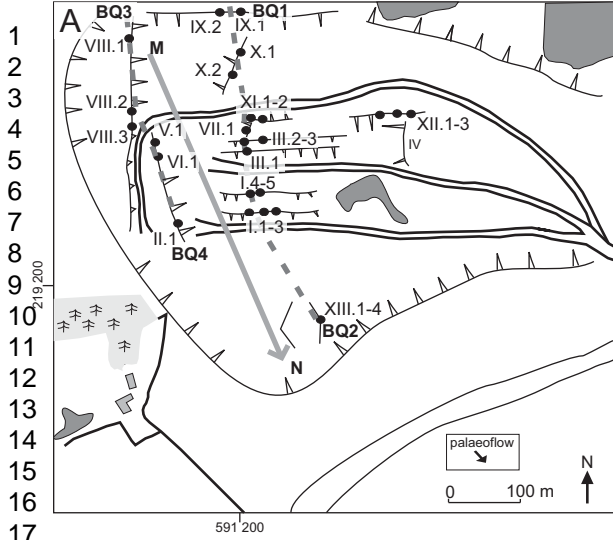 A
BQ3
BQ1
1
IX.2 IX.1
VIII.1
M
2
X.1
X.2
3
VIII.2
XI.1-2
4
VIII.3
V.1
VII.1
XII.1-3
III.2-3
IV
5
VI.1
III.1
6
I.4-5
7
II.1
I.1-3
BQ4
8
9
219,200
10
XIII.1-4
BQ2
11
N
12
13
14
palaeoflow
N
15
0 100 m
16
17
591 200